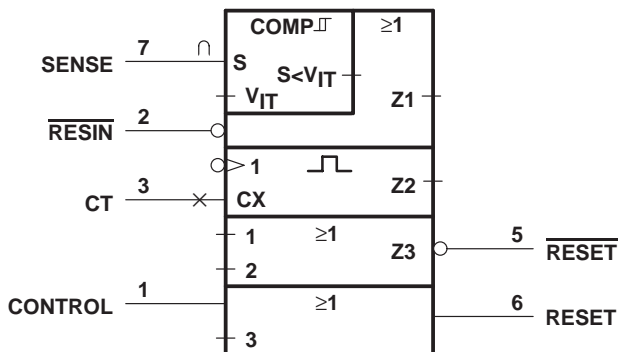 COMP
≥1
7
∩
SENSE
S
S<VIT
VIT
Z1
2
RESIN
1
Z2
3
CT
CX
1
≥1
Z3
5
RESET
2
1
CONTROL
≥1
6
RESET
3